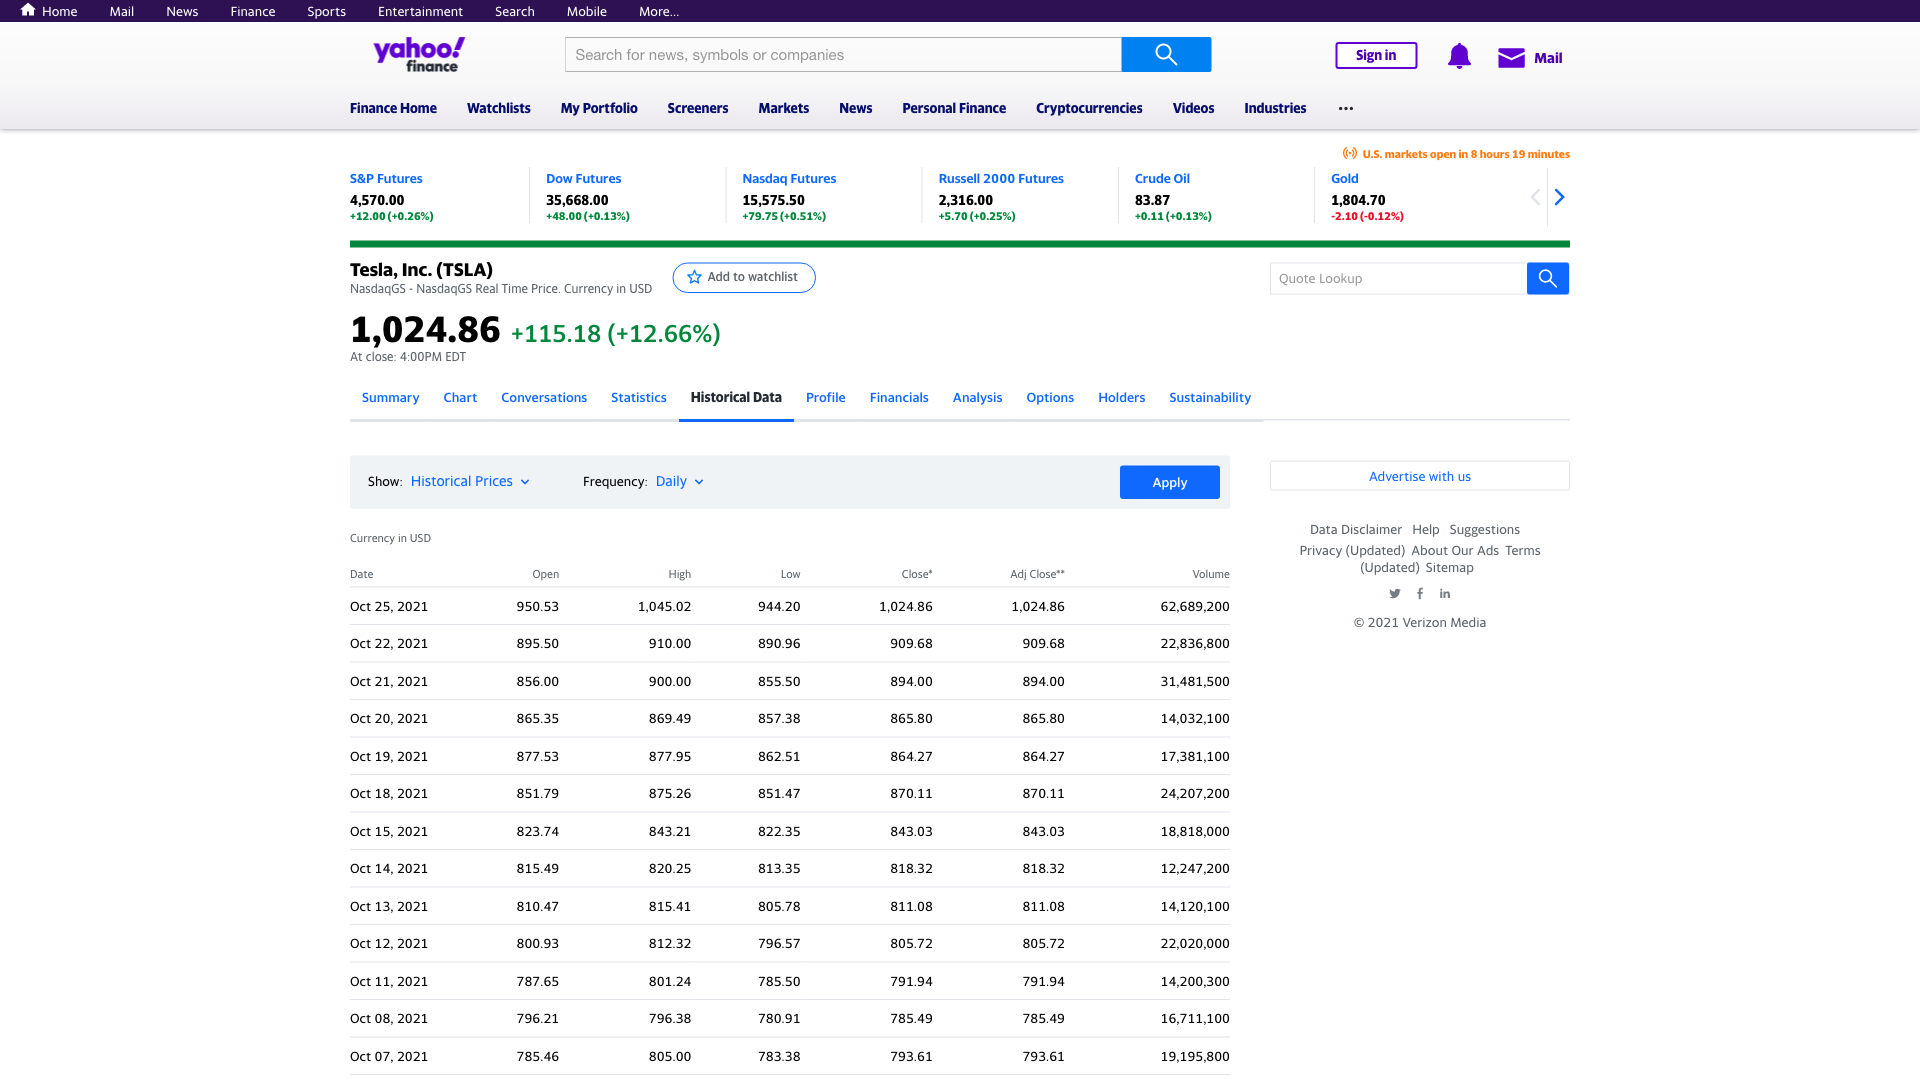 Home Mail News Finance Sports Entertainment Search Mobile More...
yahoo! finance
Search for news, symbols or companies
Sign in
Mail
Finance Home Watchlists My Portfolio Screeners Markets News Personal Finance Cryptocurrencies Videos Industries ...
U.S. markets open in 8 hours 19 minutes
S&P Futures
4,570.00
+12.00 (+0.26%)
Dow Futures
35,668.00
+48.00 (+0.13%)
Nasdaq Futures
15,575.50
+79.75 (+0.51%)
Russell 2000 Futures
2,316.00
+5.70 (+0.25%)
Crude Oil
83.87
+0.11 (+0.13%)
Gold
1,804.70
-2.10 (-0.12%)
Tesla, Inc. (TSLA)
NasdaqGS - NasdaqGS Real Time Price. Currency in USD
Add to watchlist
Quote Lookup
1,024.86 +115.18 (+12.66%)
At close: 4:00PM EDT
Summary Chart Conversations Statistics Historical Data Profile Financials Analysis Options Holders Sustainability
Show: Historical Prices Frequency: Daily Apply
Currency in USD
Date Open High Low Close* Adj Close** Volume
Oct 25, 2021 950.53 1,045.02 944.20 1,024.86 1,024.86 62,689,200
Oct 22, 2021 895.50 910.00 890.96 909.68 909.68 22,836,800
Oct 21, 2021 856.00 900.00 855.50 894.00 894.00 31,481,500
Oct 20, 2021 865.35 869.49 857.38 865.80 865.80 14,032,100
Oct 19, 2021 877.53 877.95 862.51 864.27 864.27 17,381,100
Oct 18, 2021 851.79 875.26 851.47 870.11 870.11 24,207,200
Oct 15, 2021 823.74 843.21 822.35 843.03 843.03 18,818,000
Oct 14, 2021 815.49 820.25 813.35 818.32 818.32 12,247,200
Oct 13, 2021 810.47 815.41 805.78 811.08 811.08 14,120,100
Oct 12, 2021 800.93 812.32 796.57 805.72 805.72 22,020,000
Oct 11, 2021 787.65 801.24 785.50 791.94 791.94 14,200,300
Oct 08, 2021 796.21 796.38 780.91 785.49 785.49 16,711,100
Oct 07, 2021 785.46 805.00 783.38 793.61 793.61 19,195,800
Advertise with us
Data Disclaimer Help Suggestions
Privacy (Updated) About Our Ads Terms
(Updated) Sitemap
© 2021 Verizon Media